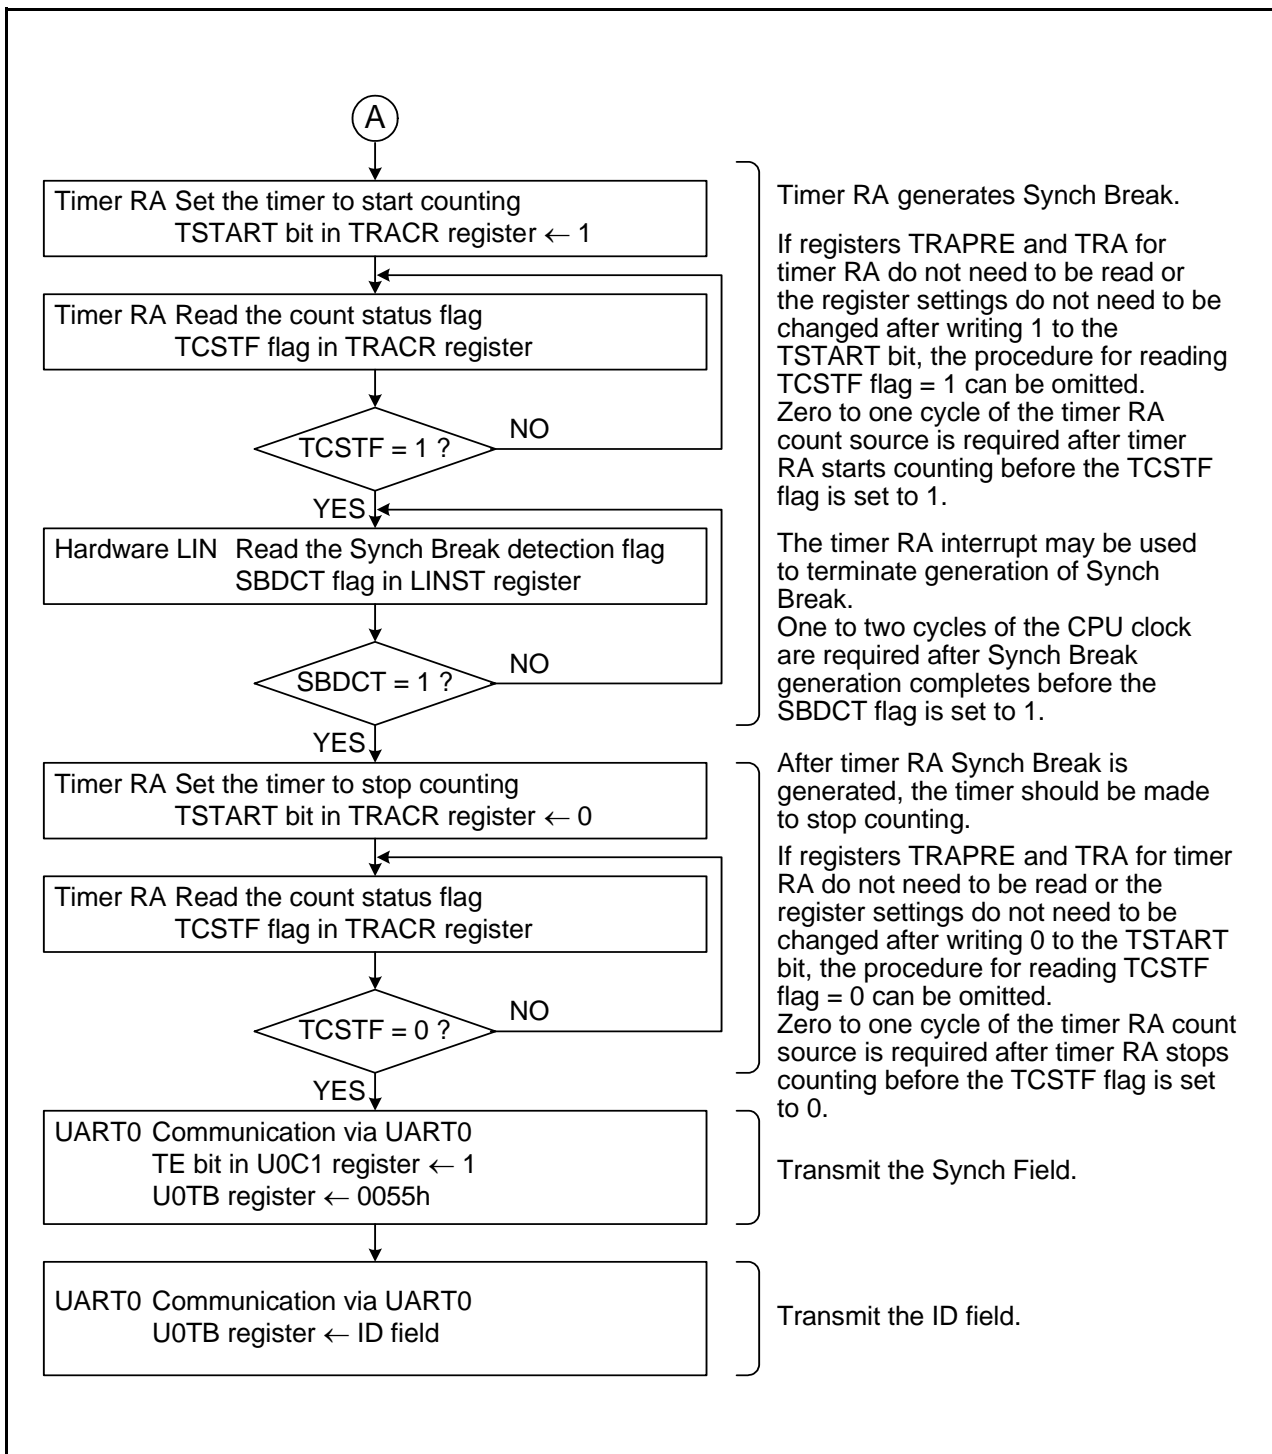 A
Timer RA Set the timer to start counting
TSTART bit in TRACR register ← 1
Timer RA Read the count status flag
TCSTF flag in TRACR register
TCSTF = 1 ?
NO
YES
Hardware LIN Read the Synch Break detection flag
SBDCT flag in LINST register
SBDCT = 1 ?
NO
YES
Timer RA generates Synch Break.
If registers TRAPRE and TRA for
timer RA do not need to be read or
the register settings do not need to be
changed after writing 1 to the
TSTART bit, the procedure for reading
TCSTF flag = 1 can be omitted.
Zero to one cycle of the timer RA
count source is required after timer
RA starts counting before the TCSTF
flag is set to 1.
The timer RA interrupt may be used
to terminate generation of Synch
Break.
One to two cycles of the CPU clock
are required after Synch Break
generation completes before the
SBDCT flag is set to 1.
Timer RA Set the timer to stop counting
TSTART bit in TRACR register ← 0
Timer RA Read the count status flag
TCSTF flag in TRACR register
TCSTF = 0 ?
NO
YES
After timer RA Synch Break is
generated, the timer should be made
to stop counting.
If registers TRAPRE and TRA for timer
RA do not need to be read or the
register settings do not need to be
changed after writing 0 to the TSTART
bit, the procedure for reading TCSTF
flag = 0 can be omitted.
Zero to one cycle of the timer RA count
source is required after timer RA stops
counting before the TCSTF flag is set
to 0.
UART0 Communication via UART0
TE bit in U0C1 register ← 1
U0TB register ← 0055h
Transmit the Synch Field.
UART0 Communication via UART0
U0TB register ← ID field
Transmit the ID field.